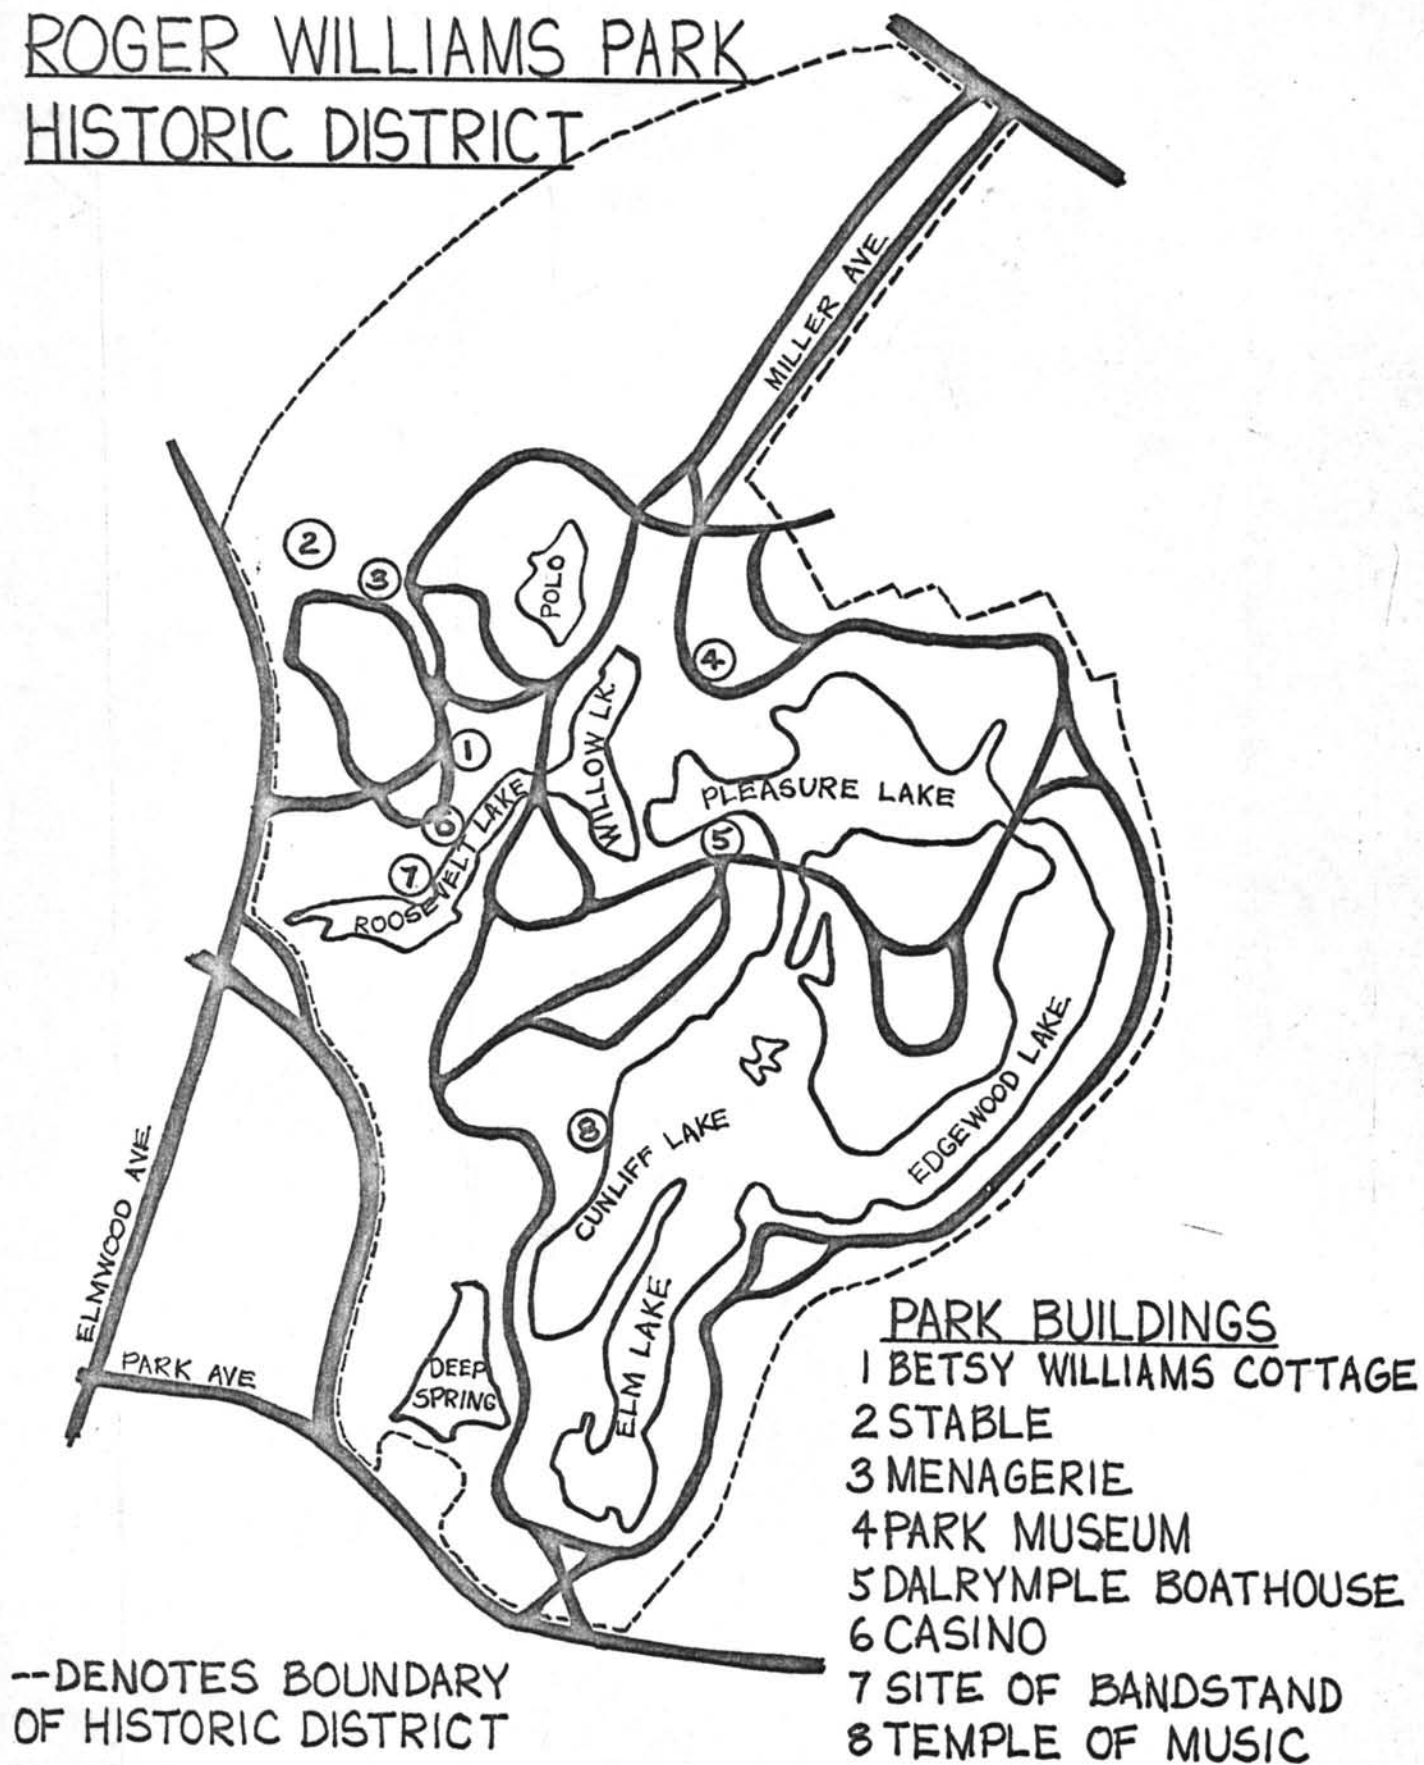 ROGER WILLIAMS PARK
HISTORIC DISTRICT
MILLER AVE
2
3
POLO
4
1
WILLOW LK.
PLEASURE LAKE
6
5
7
ROOSEVELT LAKE
EDGEWOOD LAKE
8
CUNLIFF LAKE
ELMWOOD AVE
ELM LAKE
PARK AVE
DEEP
SPRING
PARK BUILDINGS
1 BETSY WILLIAMS COTTAGE
2 STABLE
3 MENAGERIE
4 PARK MUSEUM
5 DALRYMPLE BOATHOUSE
6 CASINO
7 SITE OF BANDSTAND
8 TEMPLE OF MUSIC
--DENOTES BOUNDARY
OF HISTORIC DISTRICT